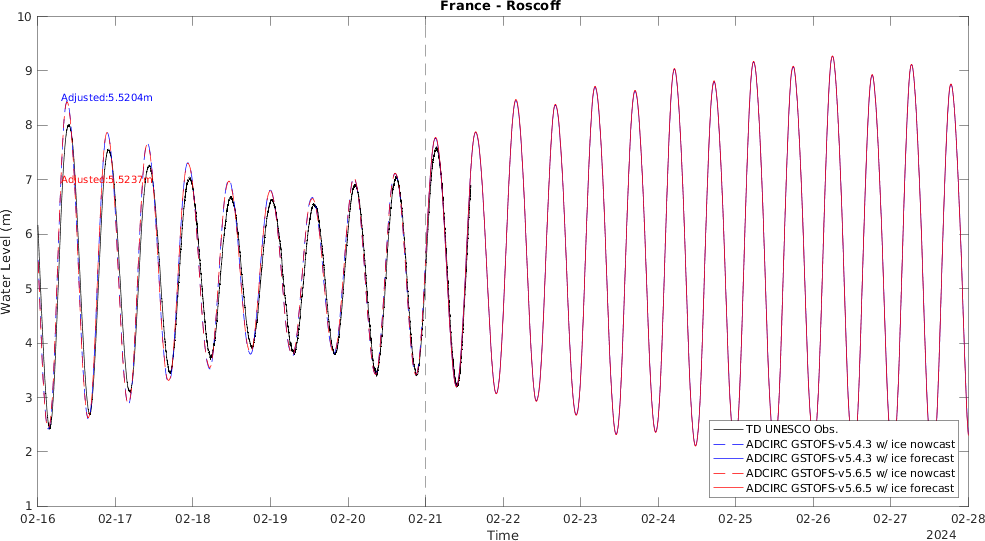 France - Roscoff
10
9
8
7
6
5
4
3
2
1
Water Level (m)
Adjusted:5.5204m
Adjusted:5.5237m
TD UNESCO Obs.
ADCIRC GSTOFS-v5.4.3 w/ ice nowcast
ADCIRC GSTOFS-v5.4.3 w/ ice forecast
ADCIRC GSTOFS-v5.6.5 w/ ice nowcast
ADCIRC GSTOFS-v5.6.5 w/ ice forecast
02-16 02-17 02-18 02-19 02-20 02-21 02-22 02-23 02-24 02-25 02-26 02-27 02-28
Time
2024